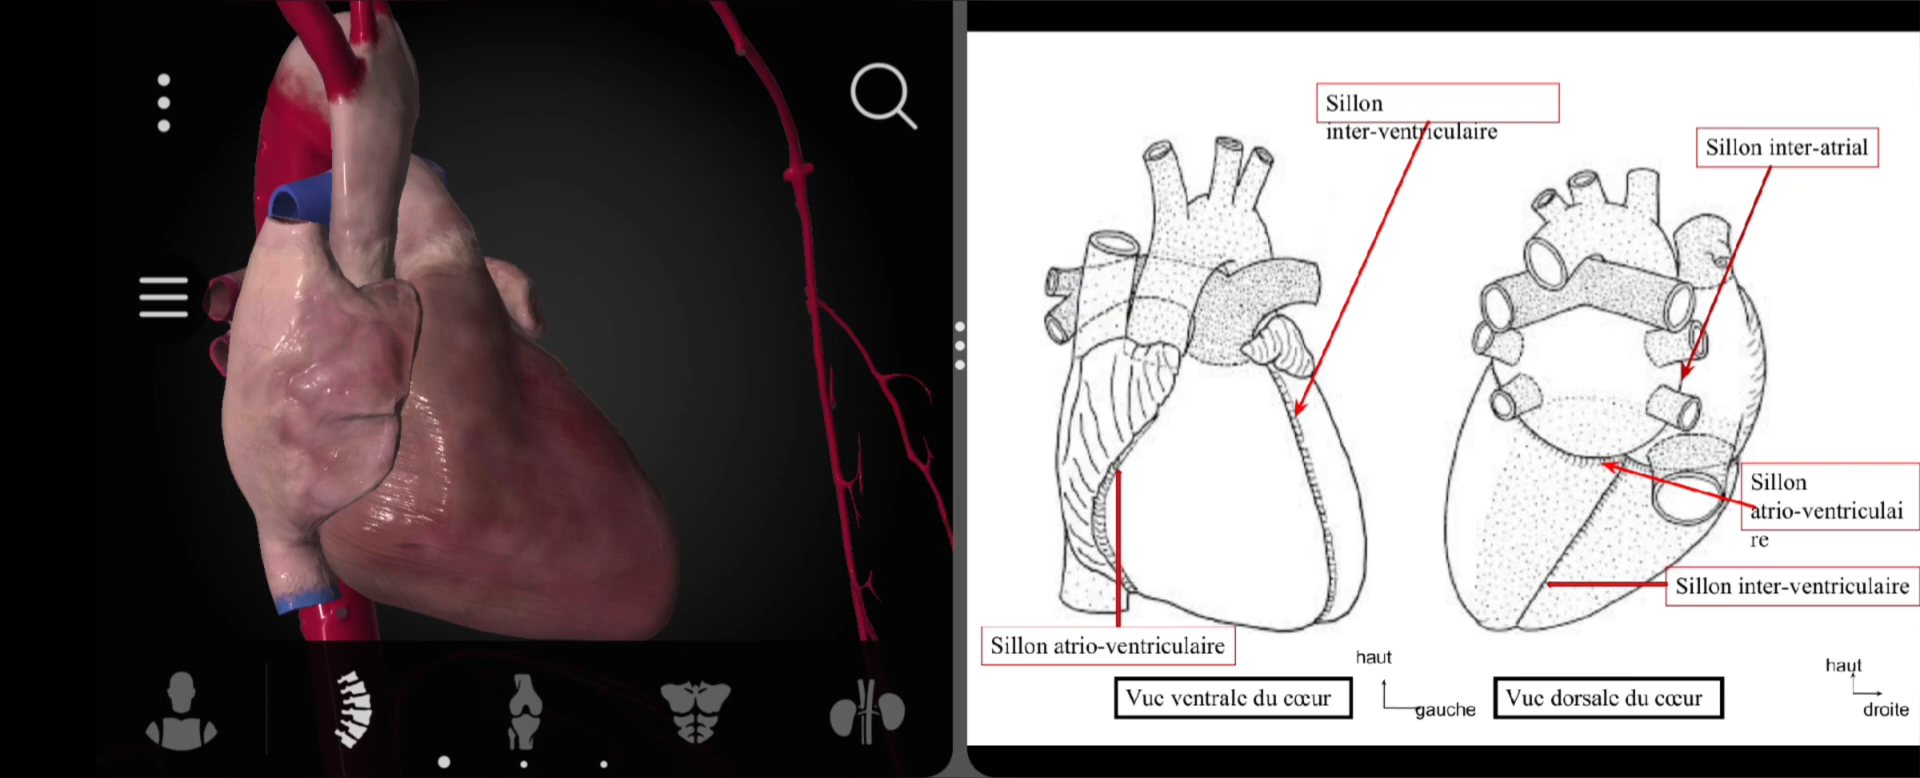 Sillon
inter-ventriculaire
Sillon inter-atrial
Sillon
atrio-ventriculai
re
Sillon inter-ventriculaire
Sillon atrio-ventriculaire
haut
gauche
Vue ventrale du cœur
haut
droite
Vue dorsale du cœur